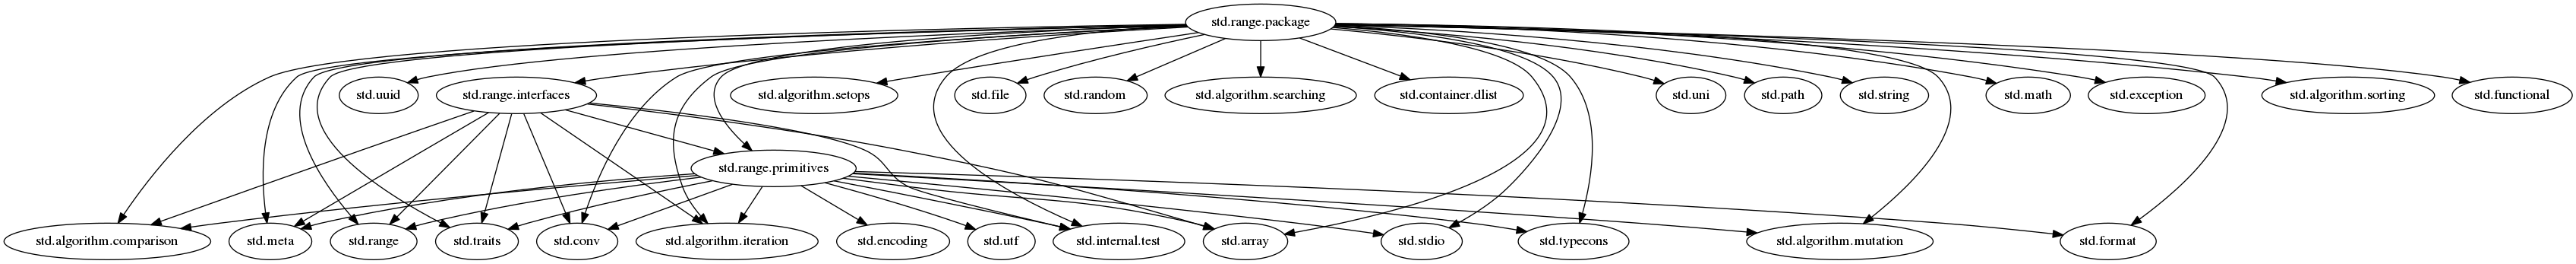 std.range.package
std.uuid
std.range.interfaces
std.algorithm.setops
std.file
std.random
std.algorithm.searching
std.container.dlist
std.uni
std.path
std.string
std.math
std.exception
std.algorithm.sorting
std.functional
std.range.primitives
std.algorithm.comparison
std.meta
std.range
std.traits
std.conv
std.algorithm.iteration
std.encoding
std.utf
std.internal.test
std.array
std.stdio
std.typecons
std.algorithm.mutation
std.format